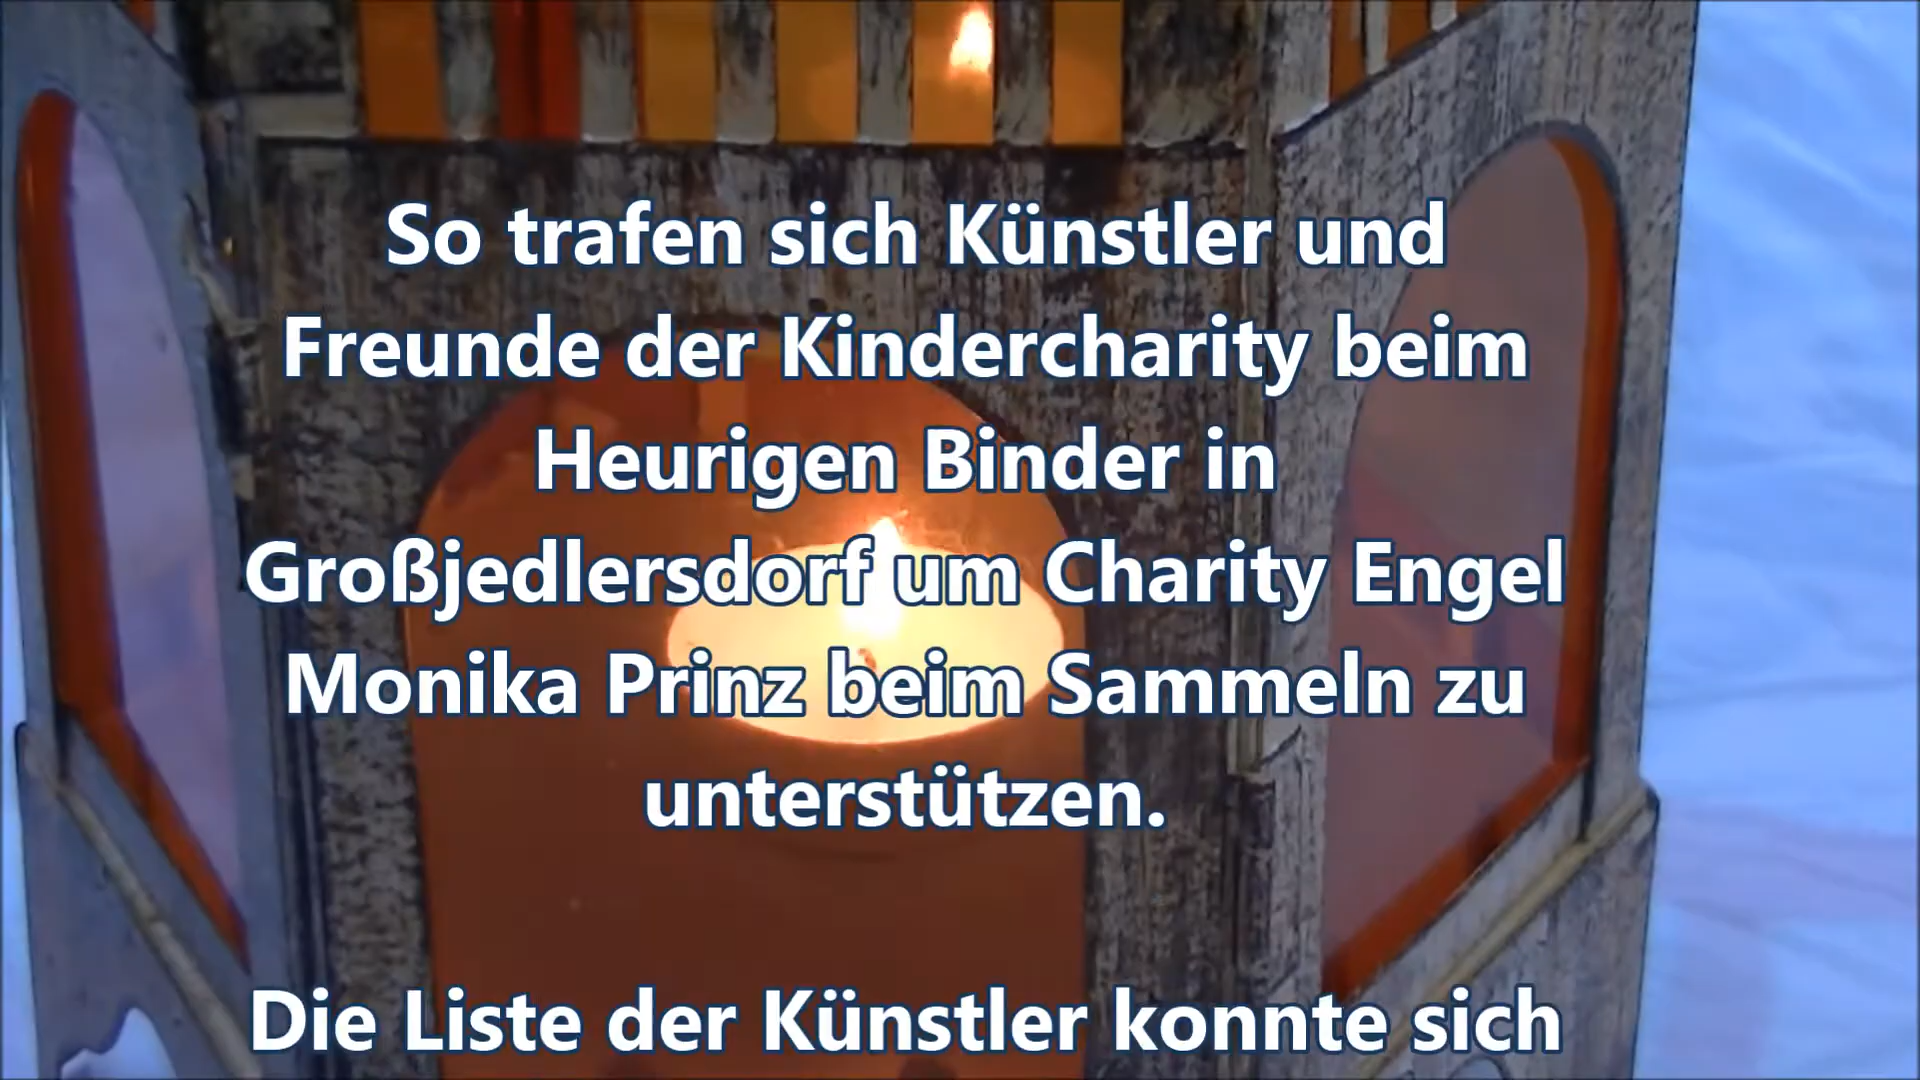 So trafen sich Künstler und
Freunde der Kindercharity beim
Heurigen Binder in
Großjedlersdorf um Charity Engel
Monika Prinz beim Sammeln zu
unterstützen.
Die Liste der Künstler konnte sich